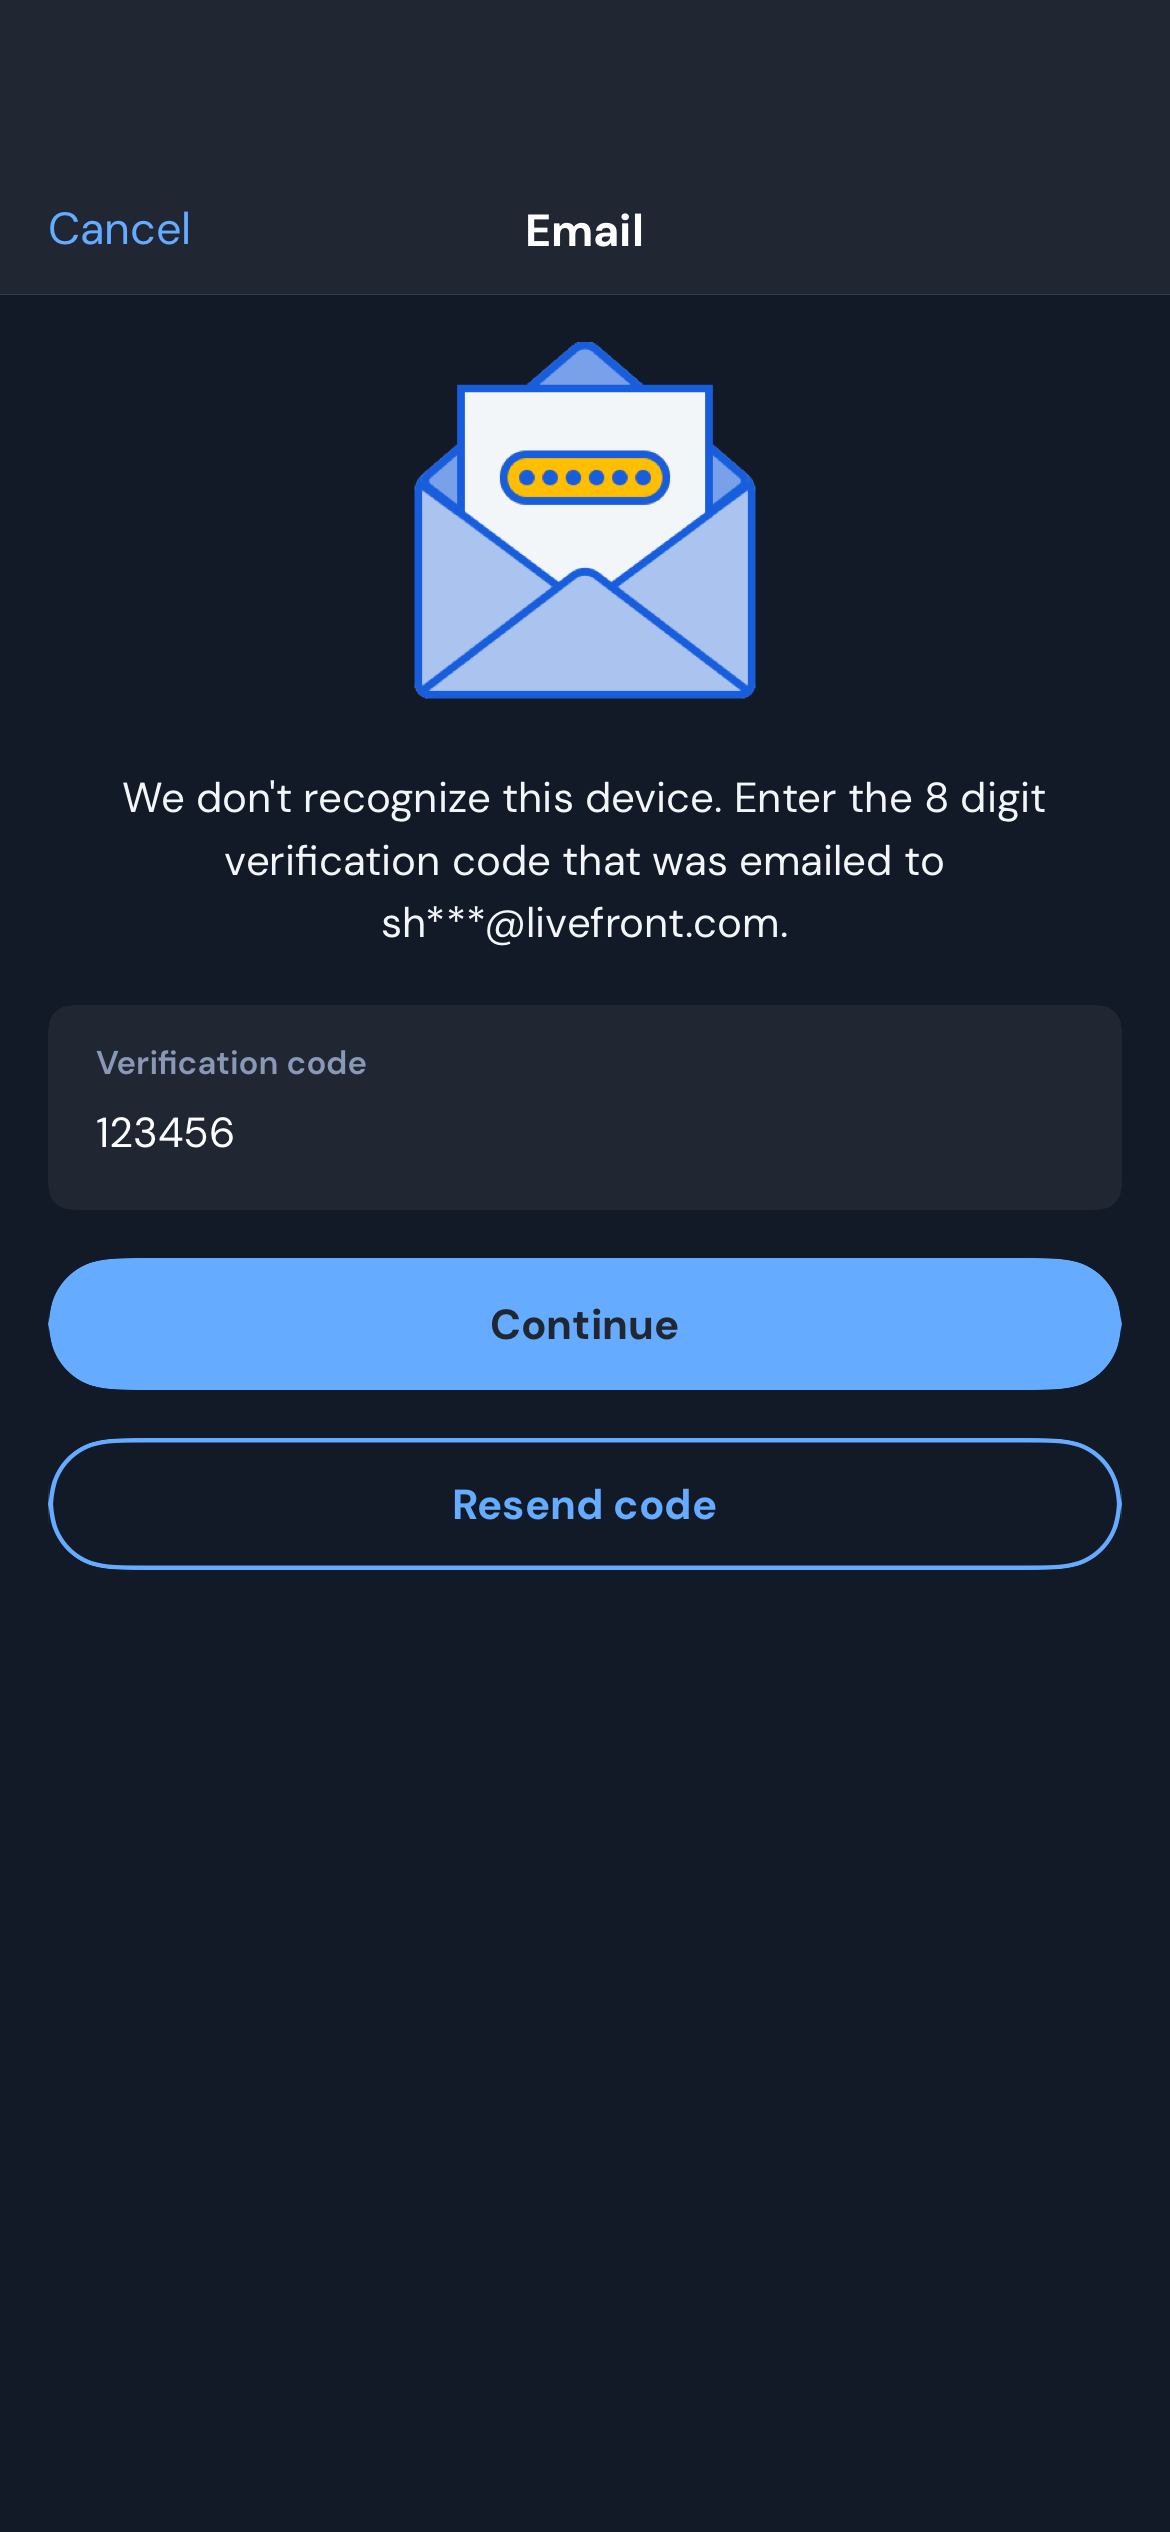 Cancel
Email
We don't recognize this device. Enter the 8 digit
verification code that was emailed to
sh***@livefront.com.
Verification code
123456
Continue
Resend code